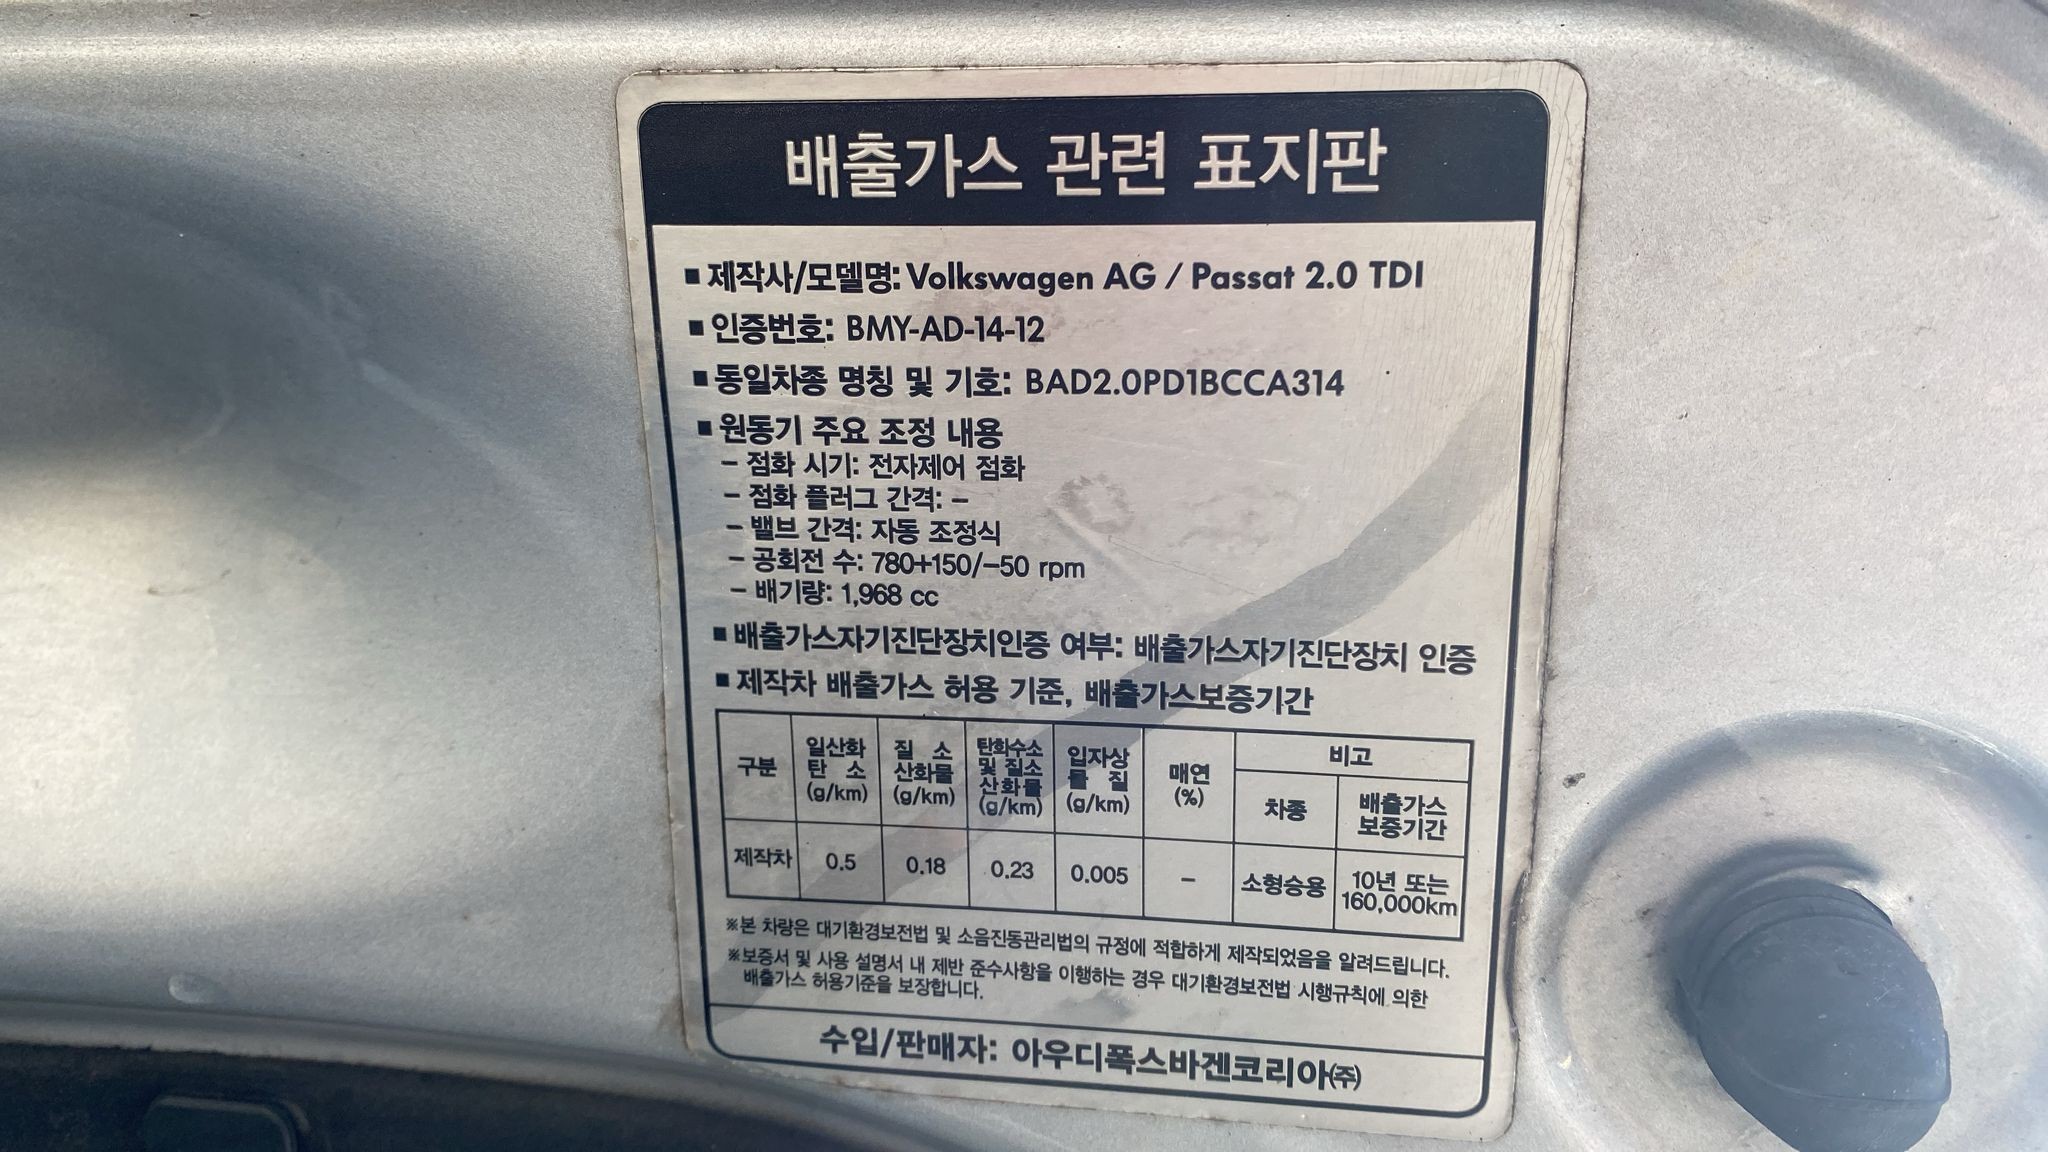 배출가스 관련 표지판
■ 제작사/모델명: Volkswagen AG / Passat 2.0 TDI
■ 인증번호: BMY-AD-14-12
■ 동일차종 명칭 및 기호: BAD2.0PD1BCCA314
■ 원동기 주요 조정 내용
– 점화 시기: 전자제어 점화
– 점화 플러그 간격: –
– 밸브 간격: 자동 조정식
– 공회전 수: 780+150/–50 rpm
– 배기량: 1,968 cc
■ 배출가스자기진단장치인증 여부: 배출가스자기진단장치 인증
■ 제작차 배출가스 허용 기준, 배출가스보증기간
구분 일산화탄소 (g/km) 질소산화물 (g/km) 탄화수소 및 질소산화물 (g/km) 입자상물질 (g/km) 매연 (%) 비고
차종 배출가스 보증기간
제작차 0.5 0.18 0.23 0.005 – 소형승용 10년 또는 160,000km
※본 차량은 대기환경보전법 및 소음진동관리법의 규정에 적합하게 제작되었음을 알려드립니다.
※보증서 및 사용 설명서 내 제반 준수사항을 이행하는 경우 대기환경보전법 시행규칙에 의한
배출가스 허용기준을 보장합니다.
수입/판매자: 아우디폭스바겐코리아㈜